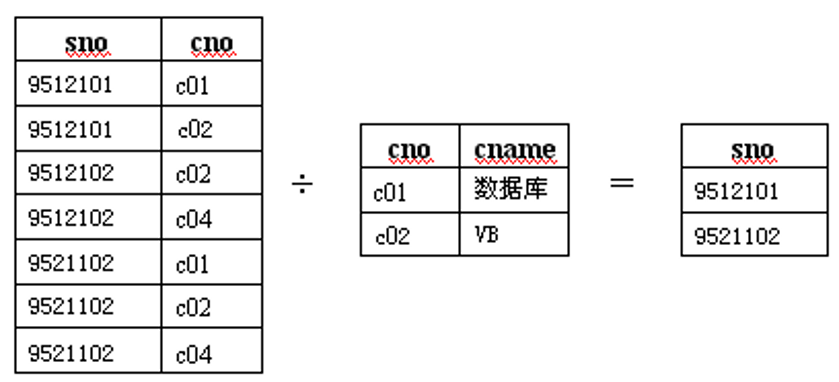 sno cno
9512101 c01
9512101 c02
9512102 c02
9512102 c04
9521102 c01
9521102 c02
9521102 c04
÷
cno cname
c01 数据库
c02 VB
=
sno
9512101
9521102